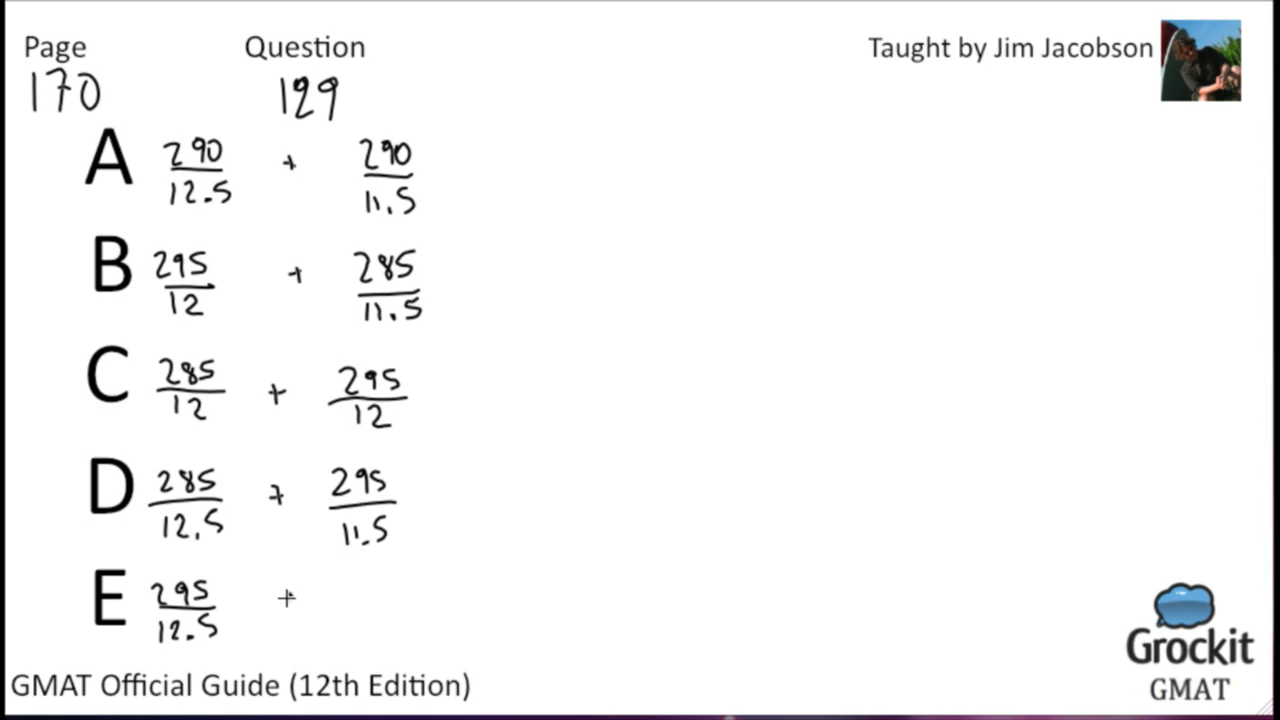 Page Question Taught by Jim Jacobson
170 129
A 290/12.5 + 290/11.5
B 295/12 + 285/11.5
C 285/12 + 295/12
D 285/12.5 + 295/11.5
E 295/12.5 +
Grockit
GMAT
GMAT Official Guide (12th Edition)